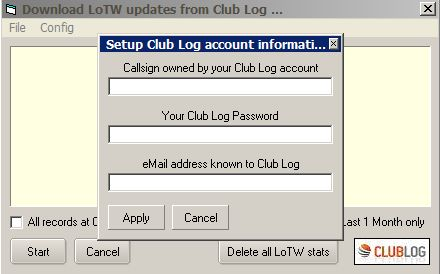 Download LoTW updates from Club Log ...
File Config
Setup Club Log account informati...
Callsign owned by your Club Log account
Your Club Log Password
eMail address known to Club Log
Apply Cancel
All records at C Last 1 Month only
Start Cancel Delete all LoTW stats CLUBLOG